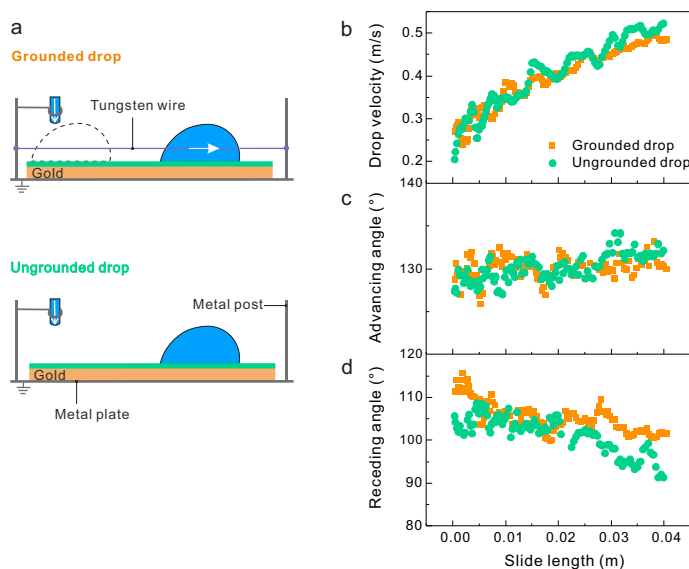 a
Grounded drop
Tungsten wire
Gold
Ungrounded drop
Metal post
Gold
Metal plate
b
Drop velocity (m/s)
0.5
0.4
0.3
0.2
Grounded drop
Ungrounded drop
c
Advancing angle (°)
140
130
120
d
Receding angle (°)
110
100
90
80
0.00 0.01 0.02 0.03 0.04
Slide length (m)